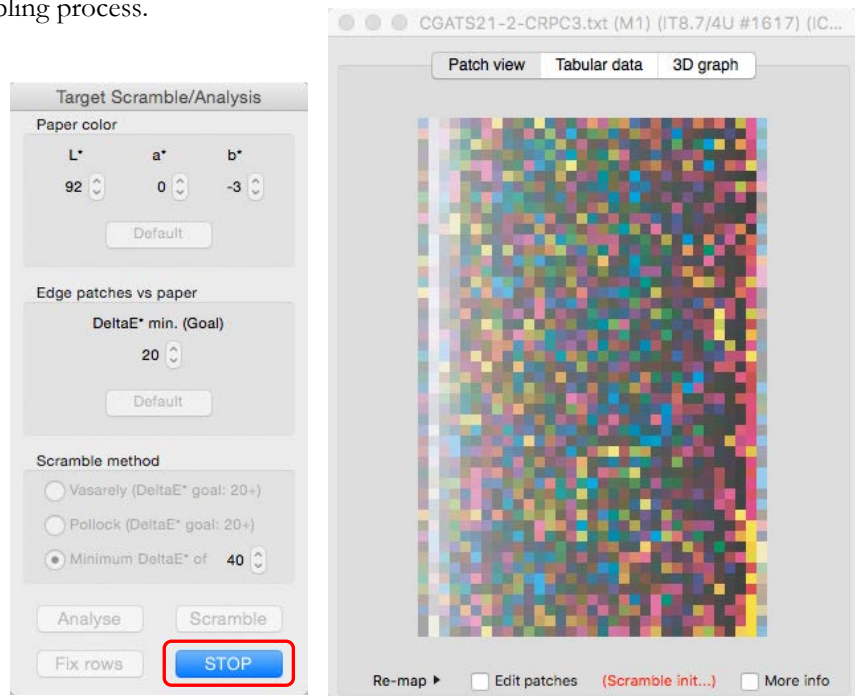 bling process.
CGATS21-2-CRPC3.txt (M1) (IT8.7/4U #1617) (IC...
Patch view Tabular data 3D graph
Target Scramble/Analysis
Paper color
L* a* b*
92 0 -3
Default
Edge patches vs paper
DeltaE* min. (Goal)
20
Default
Scramble method
Vasarely (DeltaE* goal: 20+)
Pollock (DeltaE* goal: 20+)
Minimum DeltaE* of 40
Analyse Scramble
Fix rows STOP
Re-map Edit patches (Scramble init...) More info